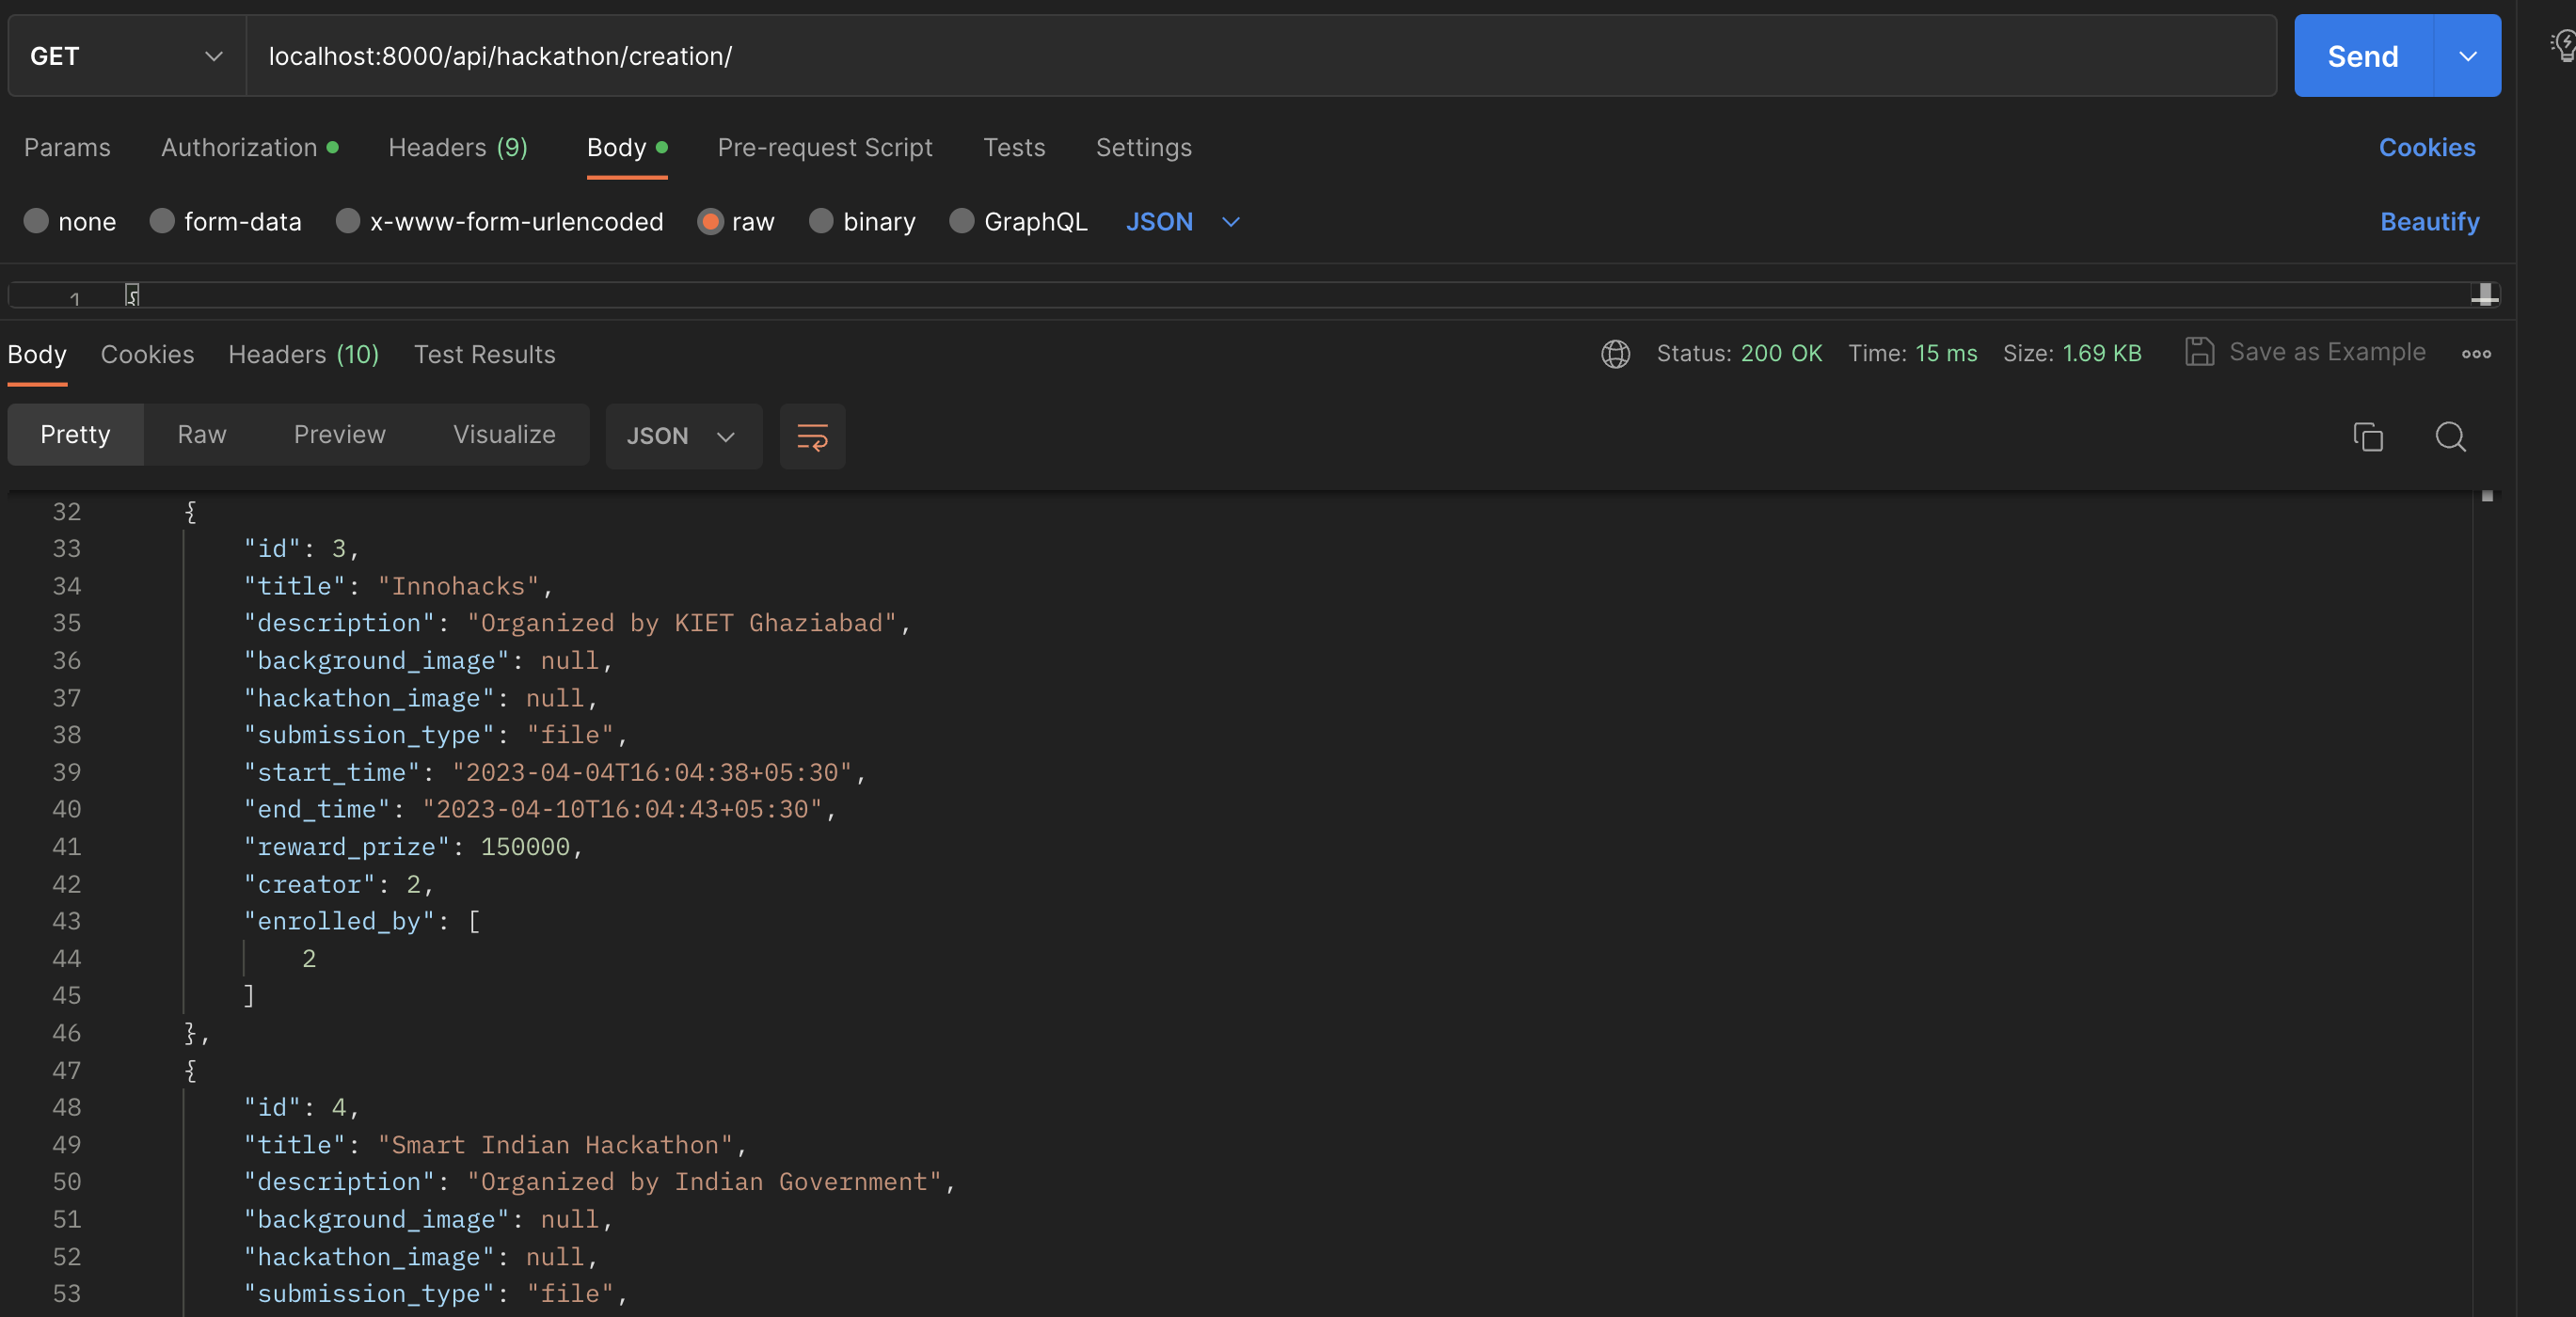 GET localhost:8000/api/hackathon/creation/ Send
Params Authorization Headers (9) Body Pre-request Script Tests Settings Cookies
none form-data x-www-form-urlencoded raw binary GraphQL JSON Beautify
1 {
Body Cookies Headers (10) Test Results Status: 200 OK Time: 15 ms Size: 1.69 KB Save as Example
Pretty Raw Preview Visualize JSON
32 {
33 "id": 3,
34 "title": "Innohacks",
35 "description": "Organized by KIET Ghaziabad",
36 "background_image": null,
37 "hackathon_image": null,
38 "submission_type": "file",
39 "start_time": "2023-04-04T16:04:38+05:30",
40 "end_time": "2023-04-10T16:04:43+05:30",
41 "reward_prize": 150000,
42 "creator": 2,
43 "enrolled_by": [
44 2
45 ]
46 },
47 {
48 "id": 4,
49 "title": "Smart Indian Hackathon",
50 "description": "Organized by Indian Government",
51 "background_image": null,
52 "hackathon_image": null,
53 "submission_type": "file",